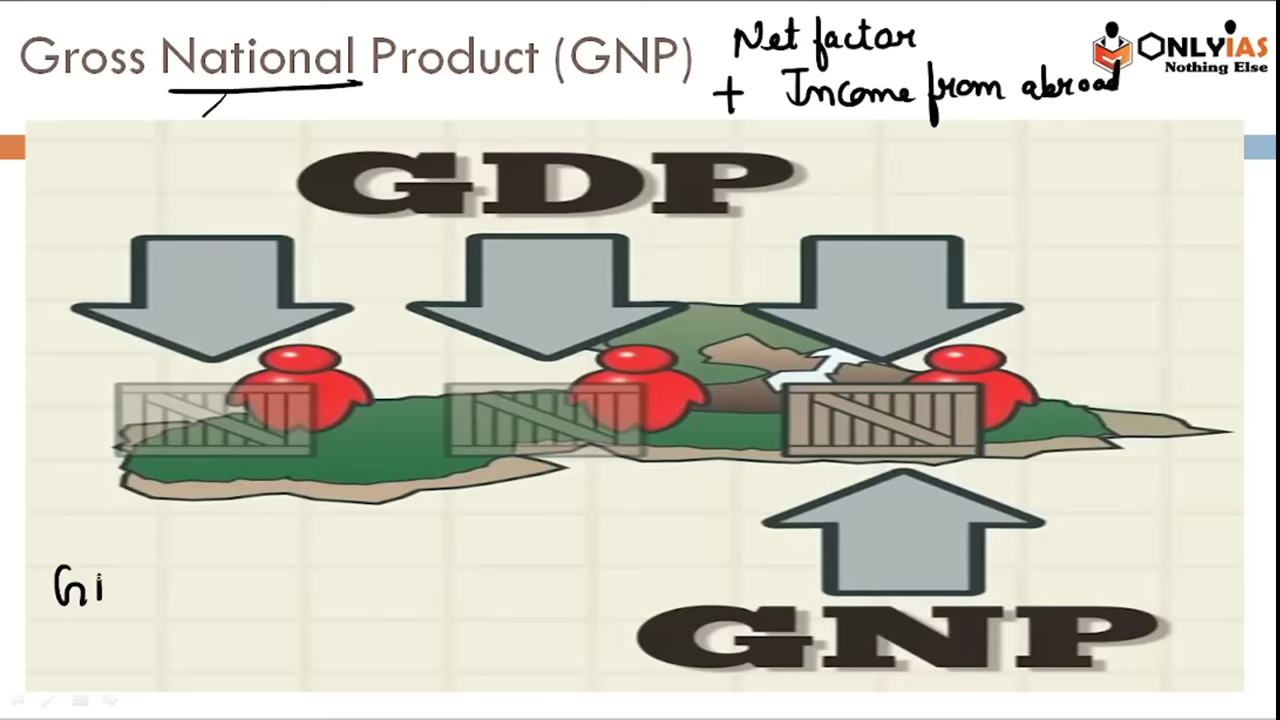 Gross National Product (GNP)
Net factor
+ Income from abroad
ONLYIAS
Nothing Else
GDP
GNP